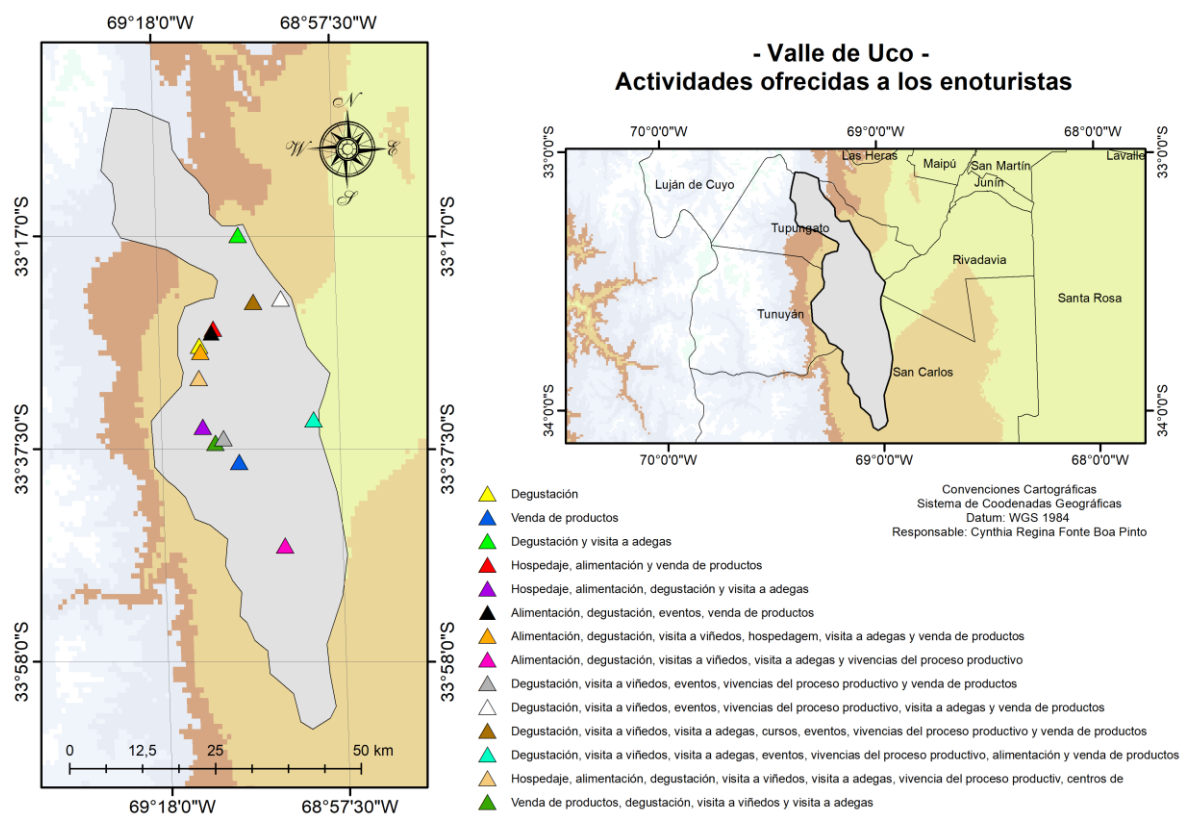 69°18'0"W
68°57'30"W
N
W
E
S
33°17'0"S
33°17'0"S
33°37'30"S
33°37'30"S
33°58'0"S
33°58'0"S
0
12,5
25
50 km
69°18'0"W
68°57'30"W
- Valle de Uco -
Actividades ofrecidas a los enoturistas
70°0'0"W
69°0'0"W
68°0'0"W
33°0'0"S
33°0'0"S
Las Heras
Maipú
San Martín
Lavalle
Junín
Luján de Cuyo
Tupungato
Rivadavia
Santa Rosa
Tunuyán
San Carlos
34°0'0"S
34°0'0"S
70°0'0"W
69°0'0"W
68°0'0"W
Convenciones Cartográficas
Sistema de Coodenadas Geográficas
Datum: WGS 1984
Responsable: Cynthia Regina Fonte Boa Pinto
Degustación
Venda de productos
Degustación y visita a adegas
Hospedaje, alimentación y venda de productos
Hospedaje, alimentación, degustación y visita a adegas
Alimentación, degustación, eventos, venda de productos
Alimentación, degustación, visita a viñedos, hospedagem, visita a adegas y venda de productos
Alimentación, degustación, visitas a viñedos, visita a adegas y vivencias del proceso productivo
Degustación, visita a viñedos, eventos, vivencias del proceso productivo y venda de productos
Degustación, visita a viñedos, eventos, vivencias del proceso productivo, visita a adegas y venda de productos
Degustación, visita a viñedos, visita a adegas, cursos, eventos, vivencias del proceso productivo y venda de productos
Degustación, visita a viñedos, visita a adegas, eventos, vivencias del proceso productivo, alimentación y venda de productos
Hospedaje, alimentación, degustación, visita a viñedos, visita a adegas, vivencia del proceso productiv, centros de
Venda de productos, degustación, visita a viñedos y visita a adegas